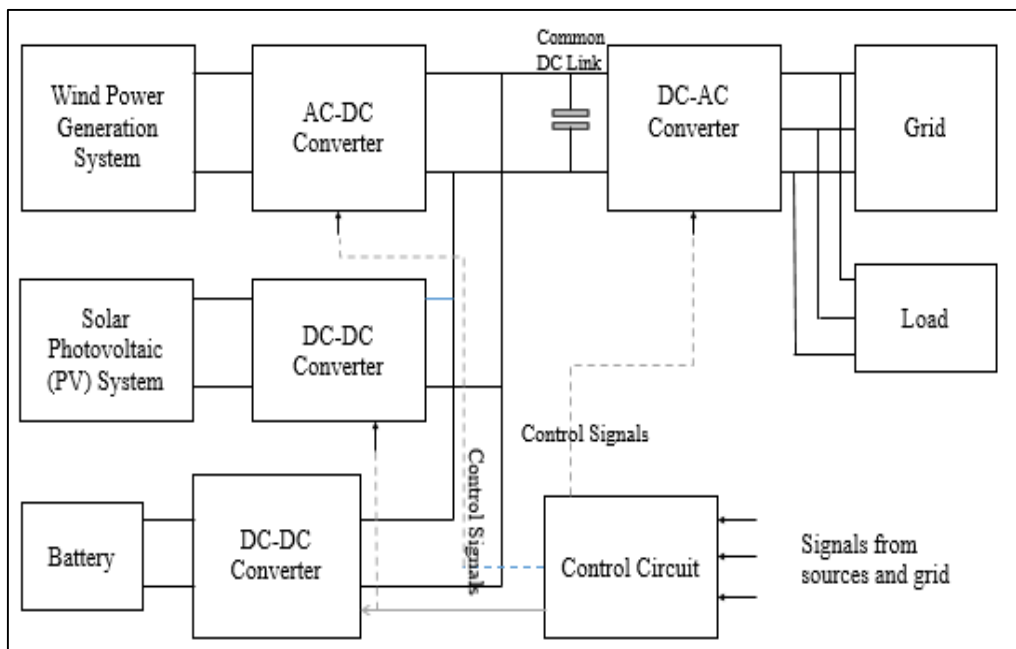 Wind Power
Generation
System
AC-DC
Converter
Common
DC Link
DC-AC
Converter
Grid
Solar
Photovoltaic
(PV) System
DC-DC
Converter
Load
Control Signals
Control Signals
Battery
DC-DC
Converter
Control Circuit
Signals from
sources and grid